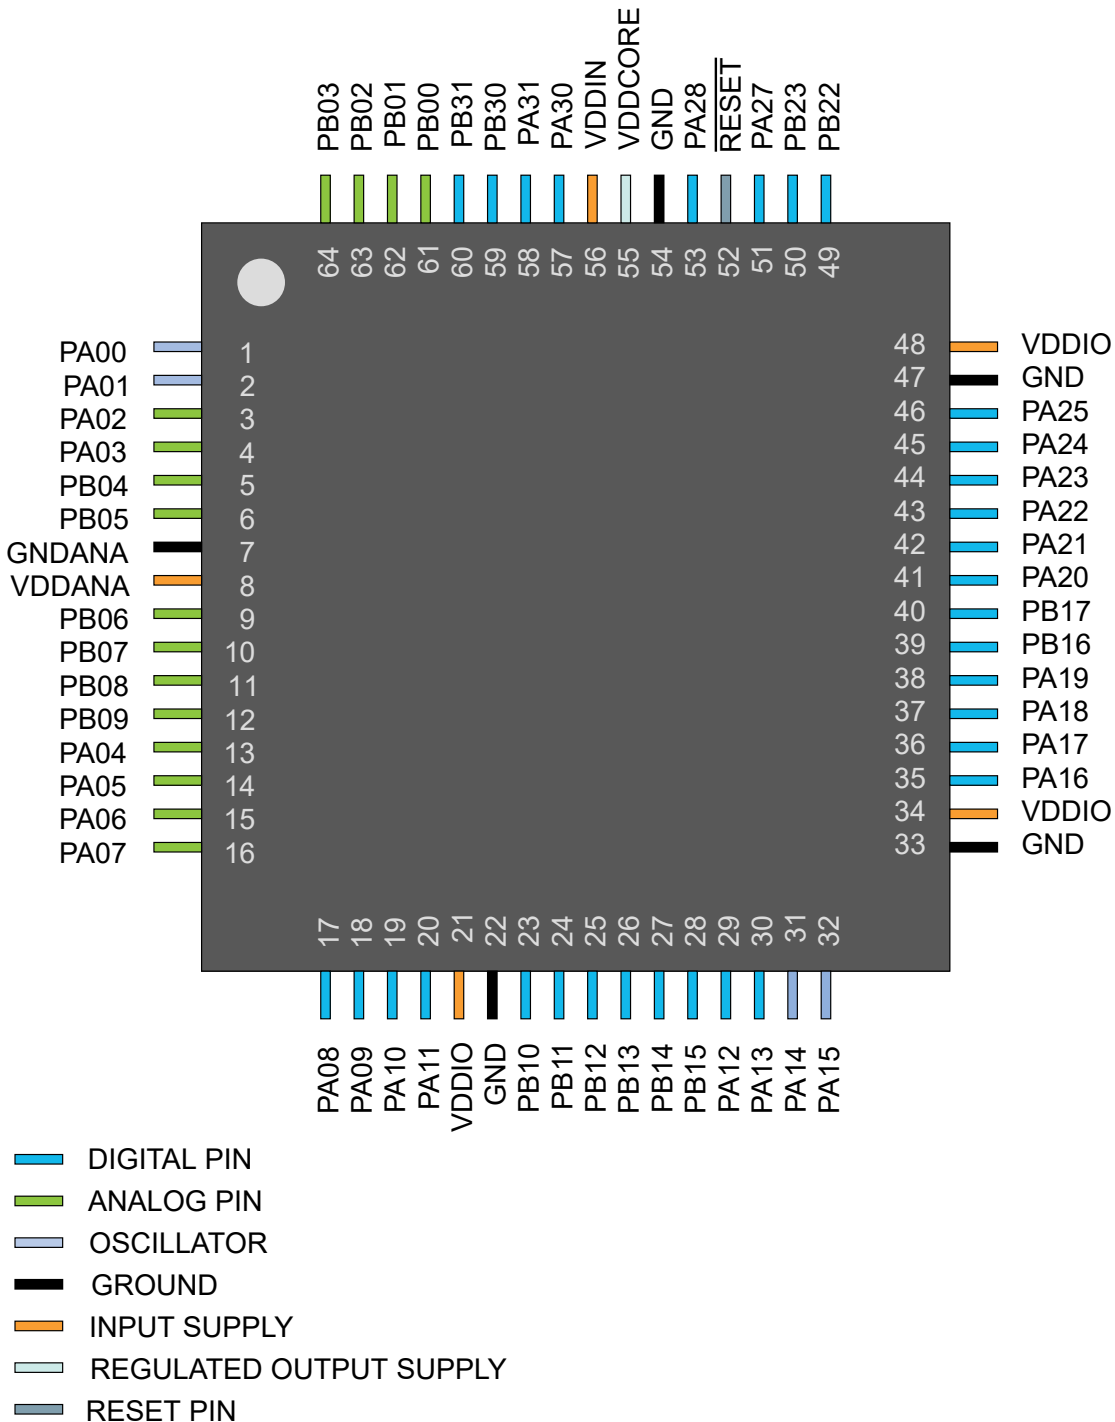 PB03 PB02 PB01 PB00 PB31 PB30 PA31 PA30 VDDIN VDDCORE GND PA28 RESET PA27 PB23 PB22
64 63 62 61 60 59 58 57 56 55 54 53 52 51 50 49
PA00 1 48 VDDIO
PA01 2 47 GND
PA02 3 46 PA25
PA03 4 45 PA24
PB04 5 44 PA23
PB05 6 43 PA22
GNDANA 7 42 PA21
VDDANA 8 41 PA20
PB06 9 40 PB17
PB07 10 39 PB16
PB08 11 38 PA19
PB09 12 37 PA18
PA04 13 36 PA17
PA05 14 35 PA16
PA06 15 34 VDDIO
PA07 16 33 GND
17 18 19 20 21 22 23 24 25 26 27 28 29 30 31 32
PA08 PA09 PA10 PA11 VDDIO GND PB10 PB11 PB12 PB13 PB14 PB15 PA12 PA13 PA14 PA15
DIGITAL PIN
ANALOG PIN
OSCILLATOR
GROUND
INPUT SUPPLY
REGULATED OUTPUT SUPPLY
RESET PIN